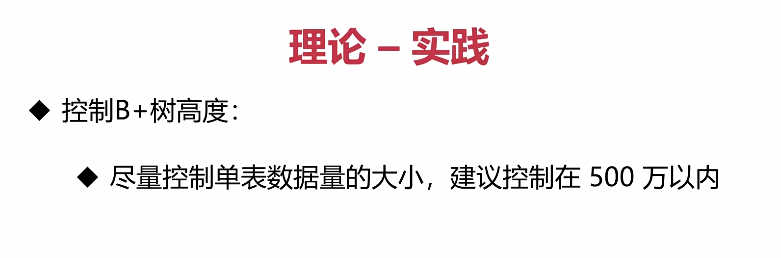 理论 – 实践
◆ 控制B+树高度：
◆ 尽量控制单表数据量的大小，建议控制在 500 万以内